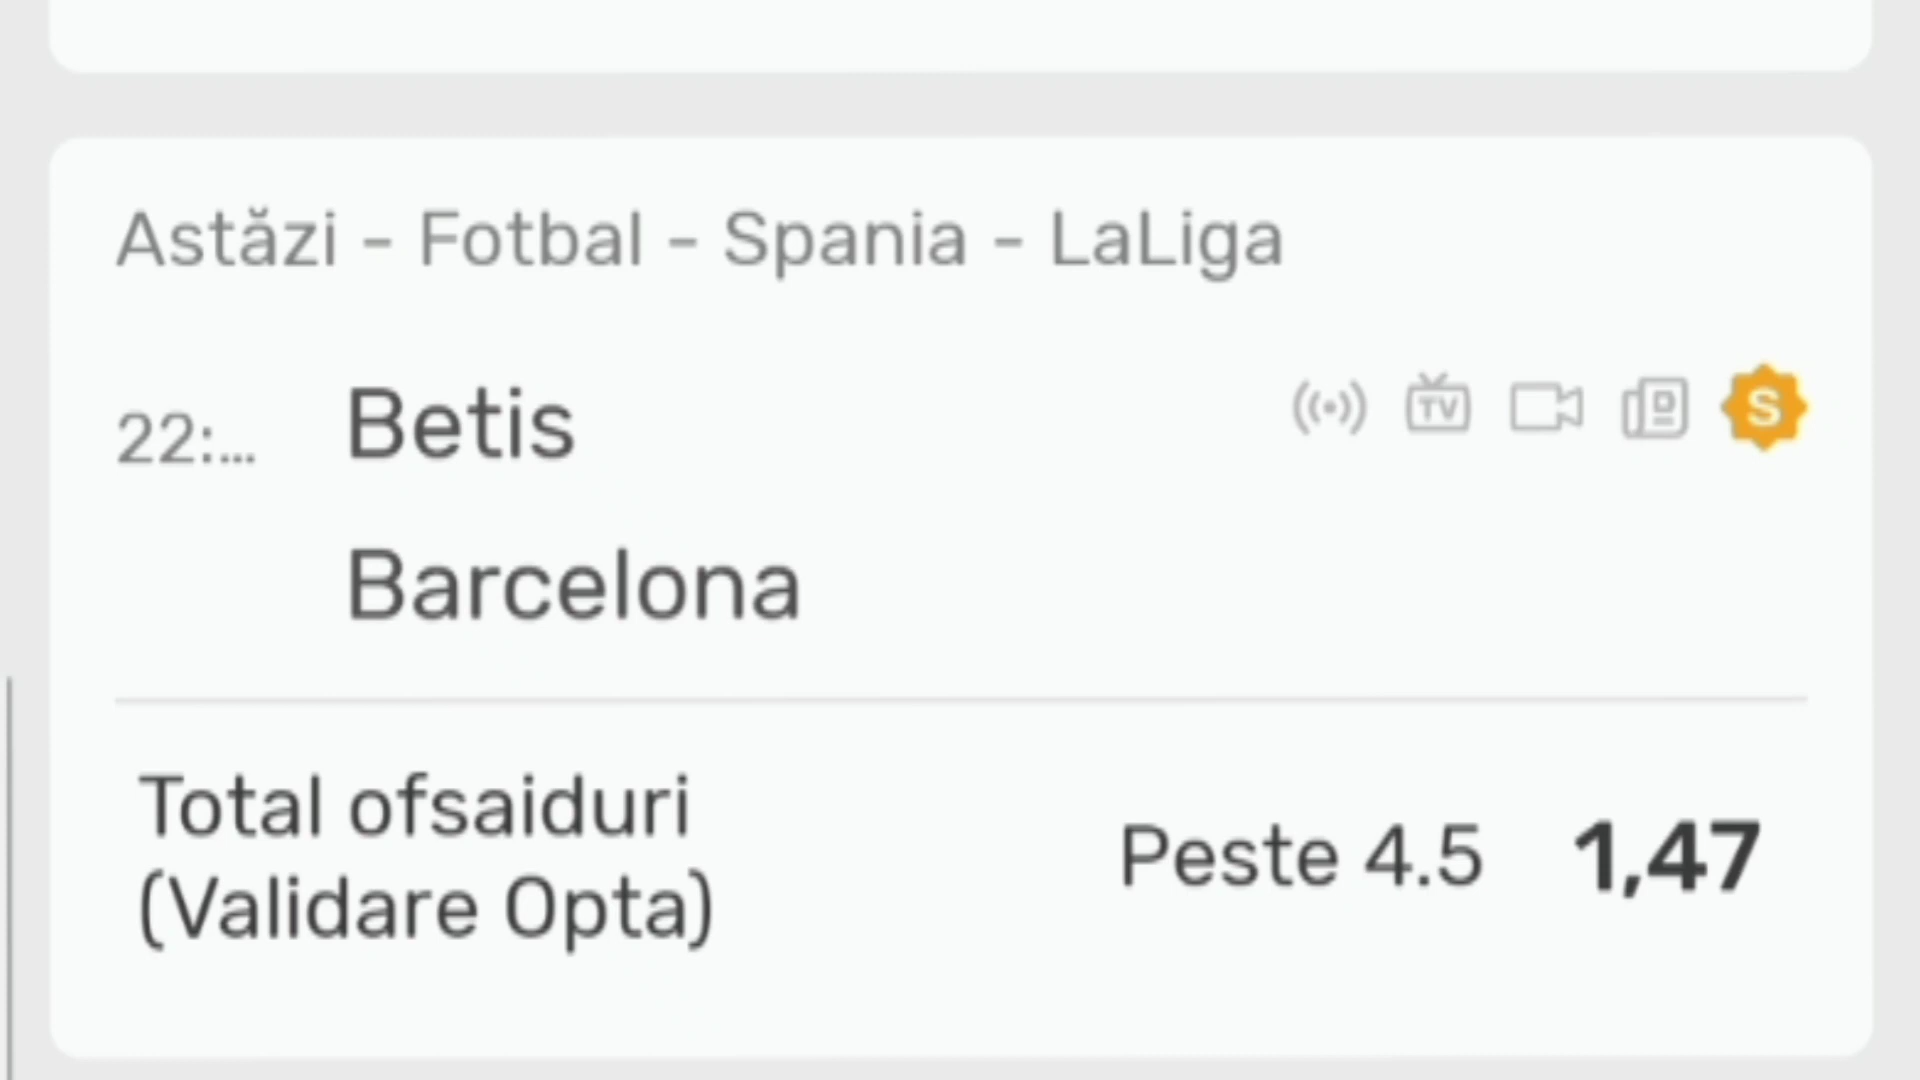 Astăzi - Fotbal - Spania - LaLiga
22:... Betis TV S
Barcelona
Total ofsaiduri
(Validare Opta)
Peste 4.5 1,47